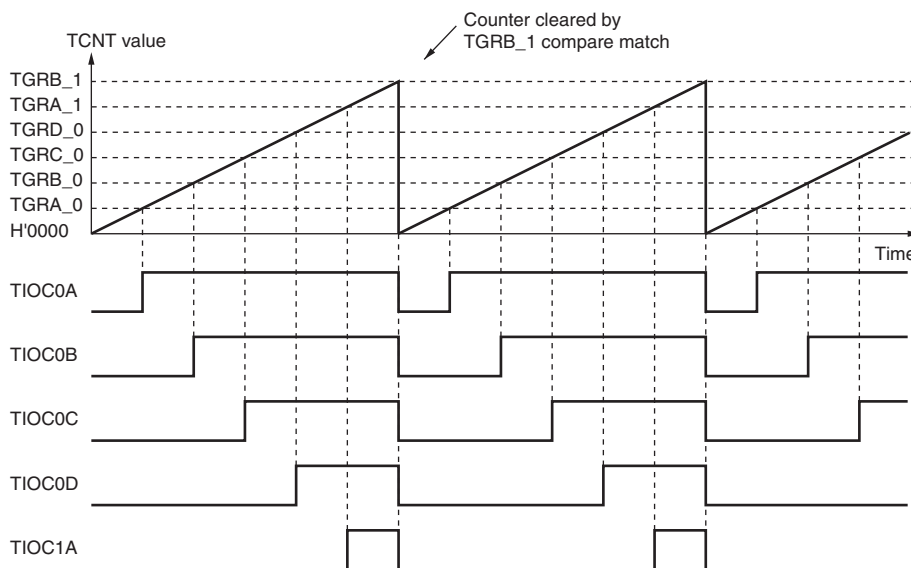 Counter cleared by
TGRB_1 compare match
TCNT value
TGRB_1
TGRA_1
TGRD_0
TGRC_0
TGRB_0
TGRA_0
H'0000
Time
TIOC0A
TIOC0B
TIOC0C
TIOC0D
TIOC1A